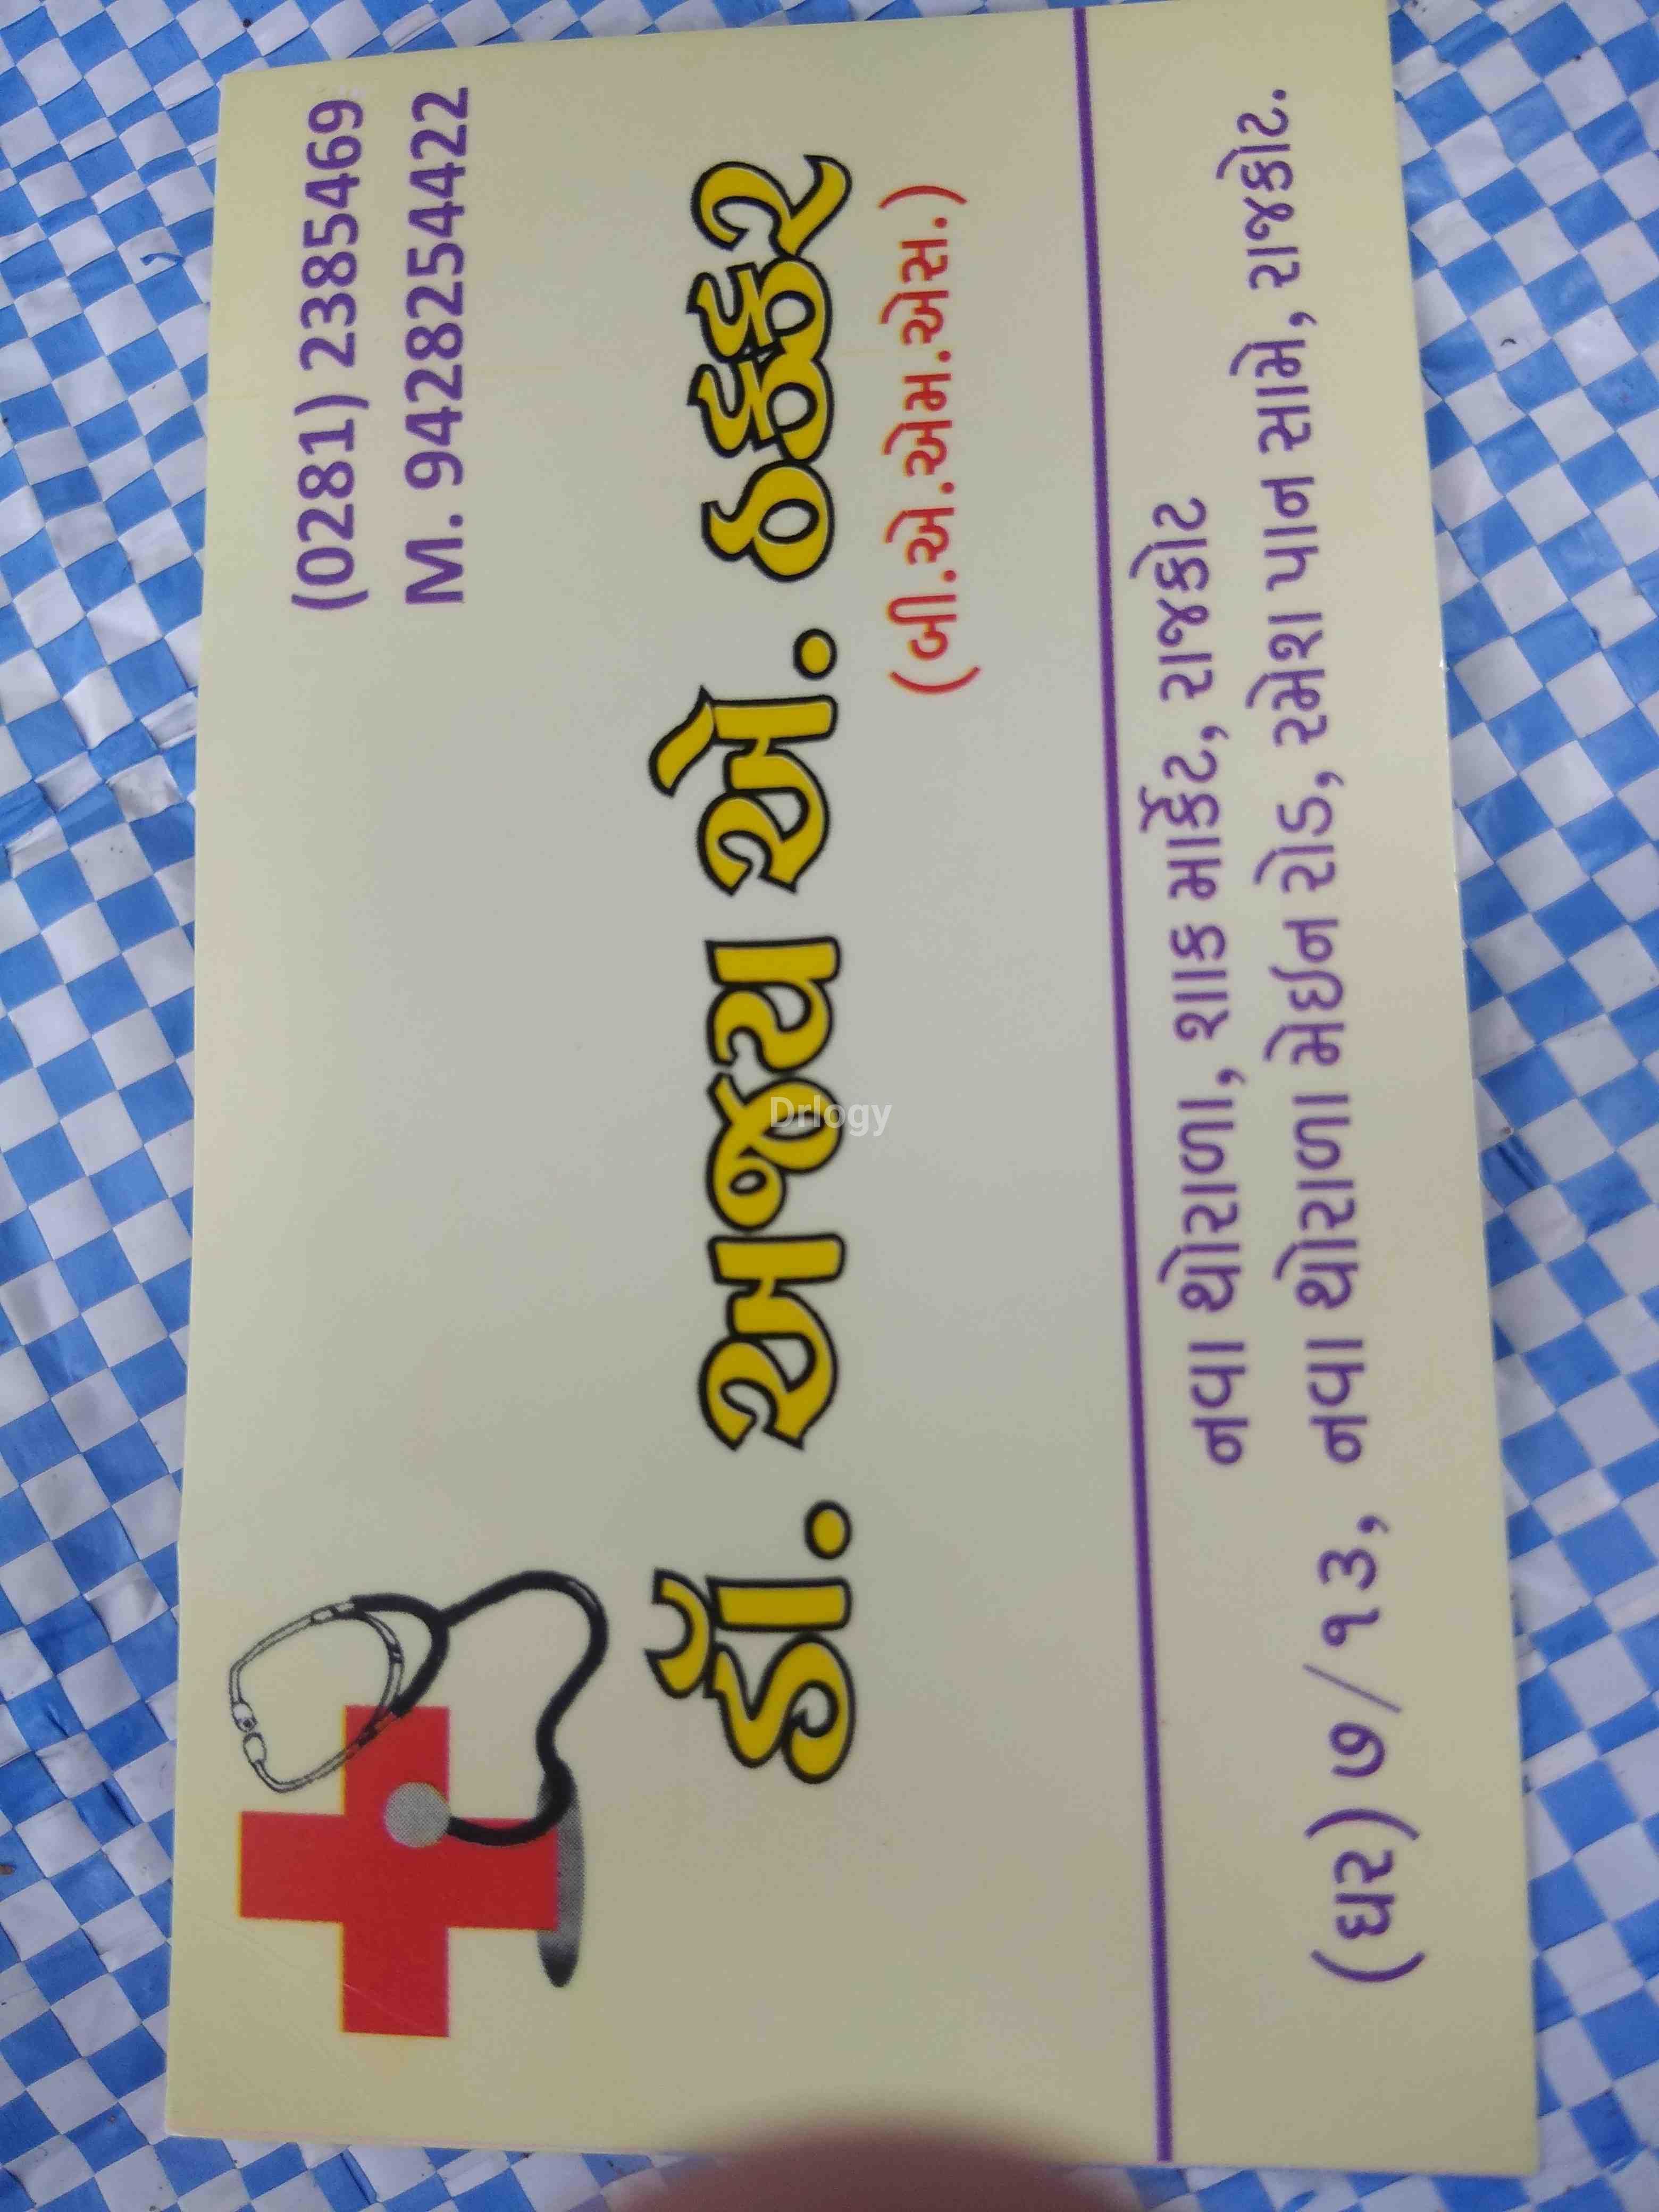 (0281) 2385469
M. 9428254422
ડૉ. અજય એ. ઠક્કર
(બી.એ.એમ.એસ.)
નવા થોરાળા, શાક માર્કેટ, રાજકોટ
(ઘર) ૭/૧૩, નવા થોરાળા મેઇન રોડ, રમેશ પાન સામે, રાજકોટ.
Drlogy